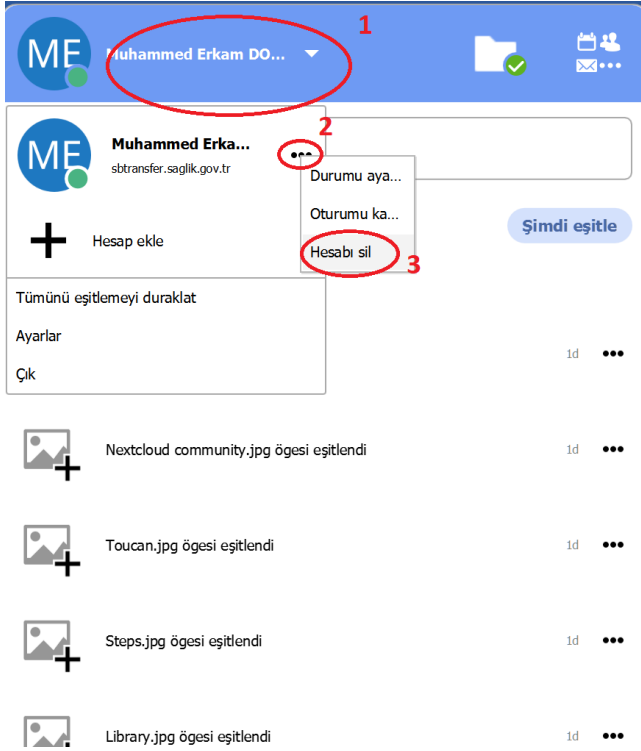 1
ME
Muhammed Erkam DO...
ME
Muhammed Erka...
sbtransfer.saglik.gov.tr
2
Durumu aya...
Oturumu ka...
Hesabı sil
3
Hesap ekle
Şimdi eşitle
Tümünü eşitlemeyi duraklat
Ayarlar
Çık
1d
Nextcloud community.jpg ögesi eşitlendi
1d
Toucan.jpg ögesi eşitlendi
1d
Steps.jpg ögesi eşitlendi
1d
Library.jpg ögesi eşitlendi
1d